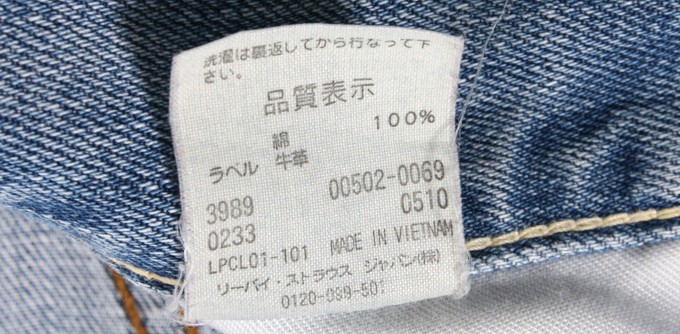 洗濯は裏返してから行なって下
さい。
品質表示
綿 100%
ラベル 牛革
3989 00502-0069
0233 0510
LPCL01-101 MADE IN VIETNAM
リーバイ・ストラウス ジャパン(株)
0120-099-501